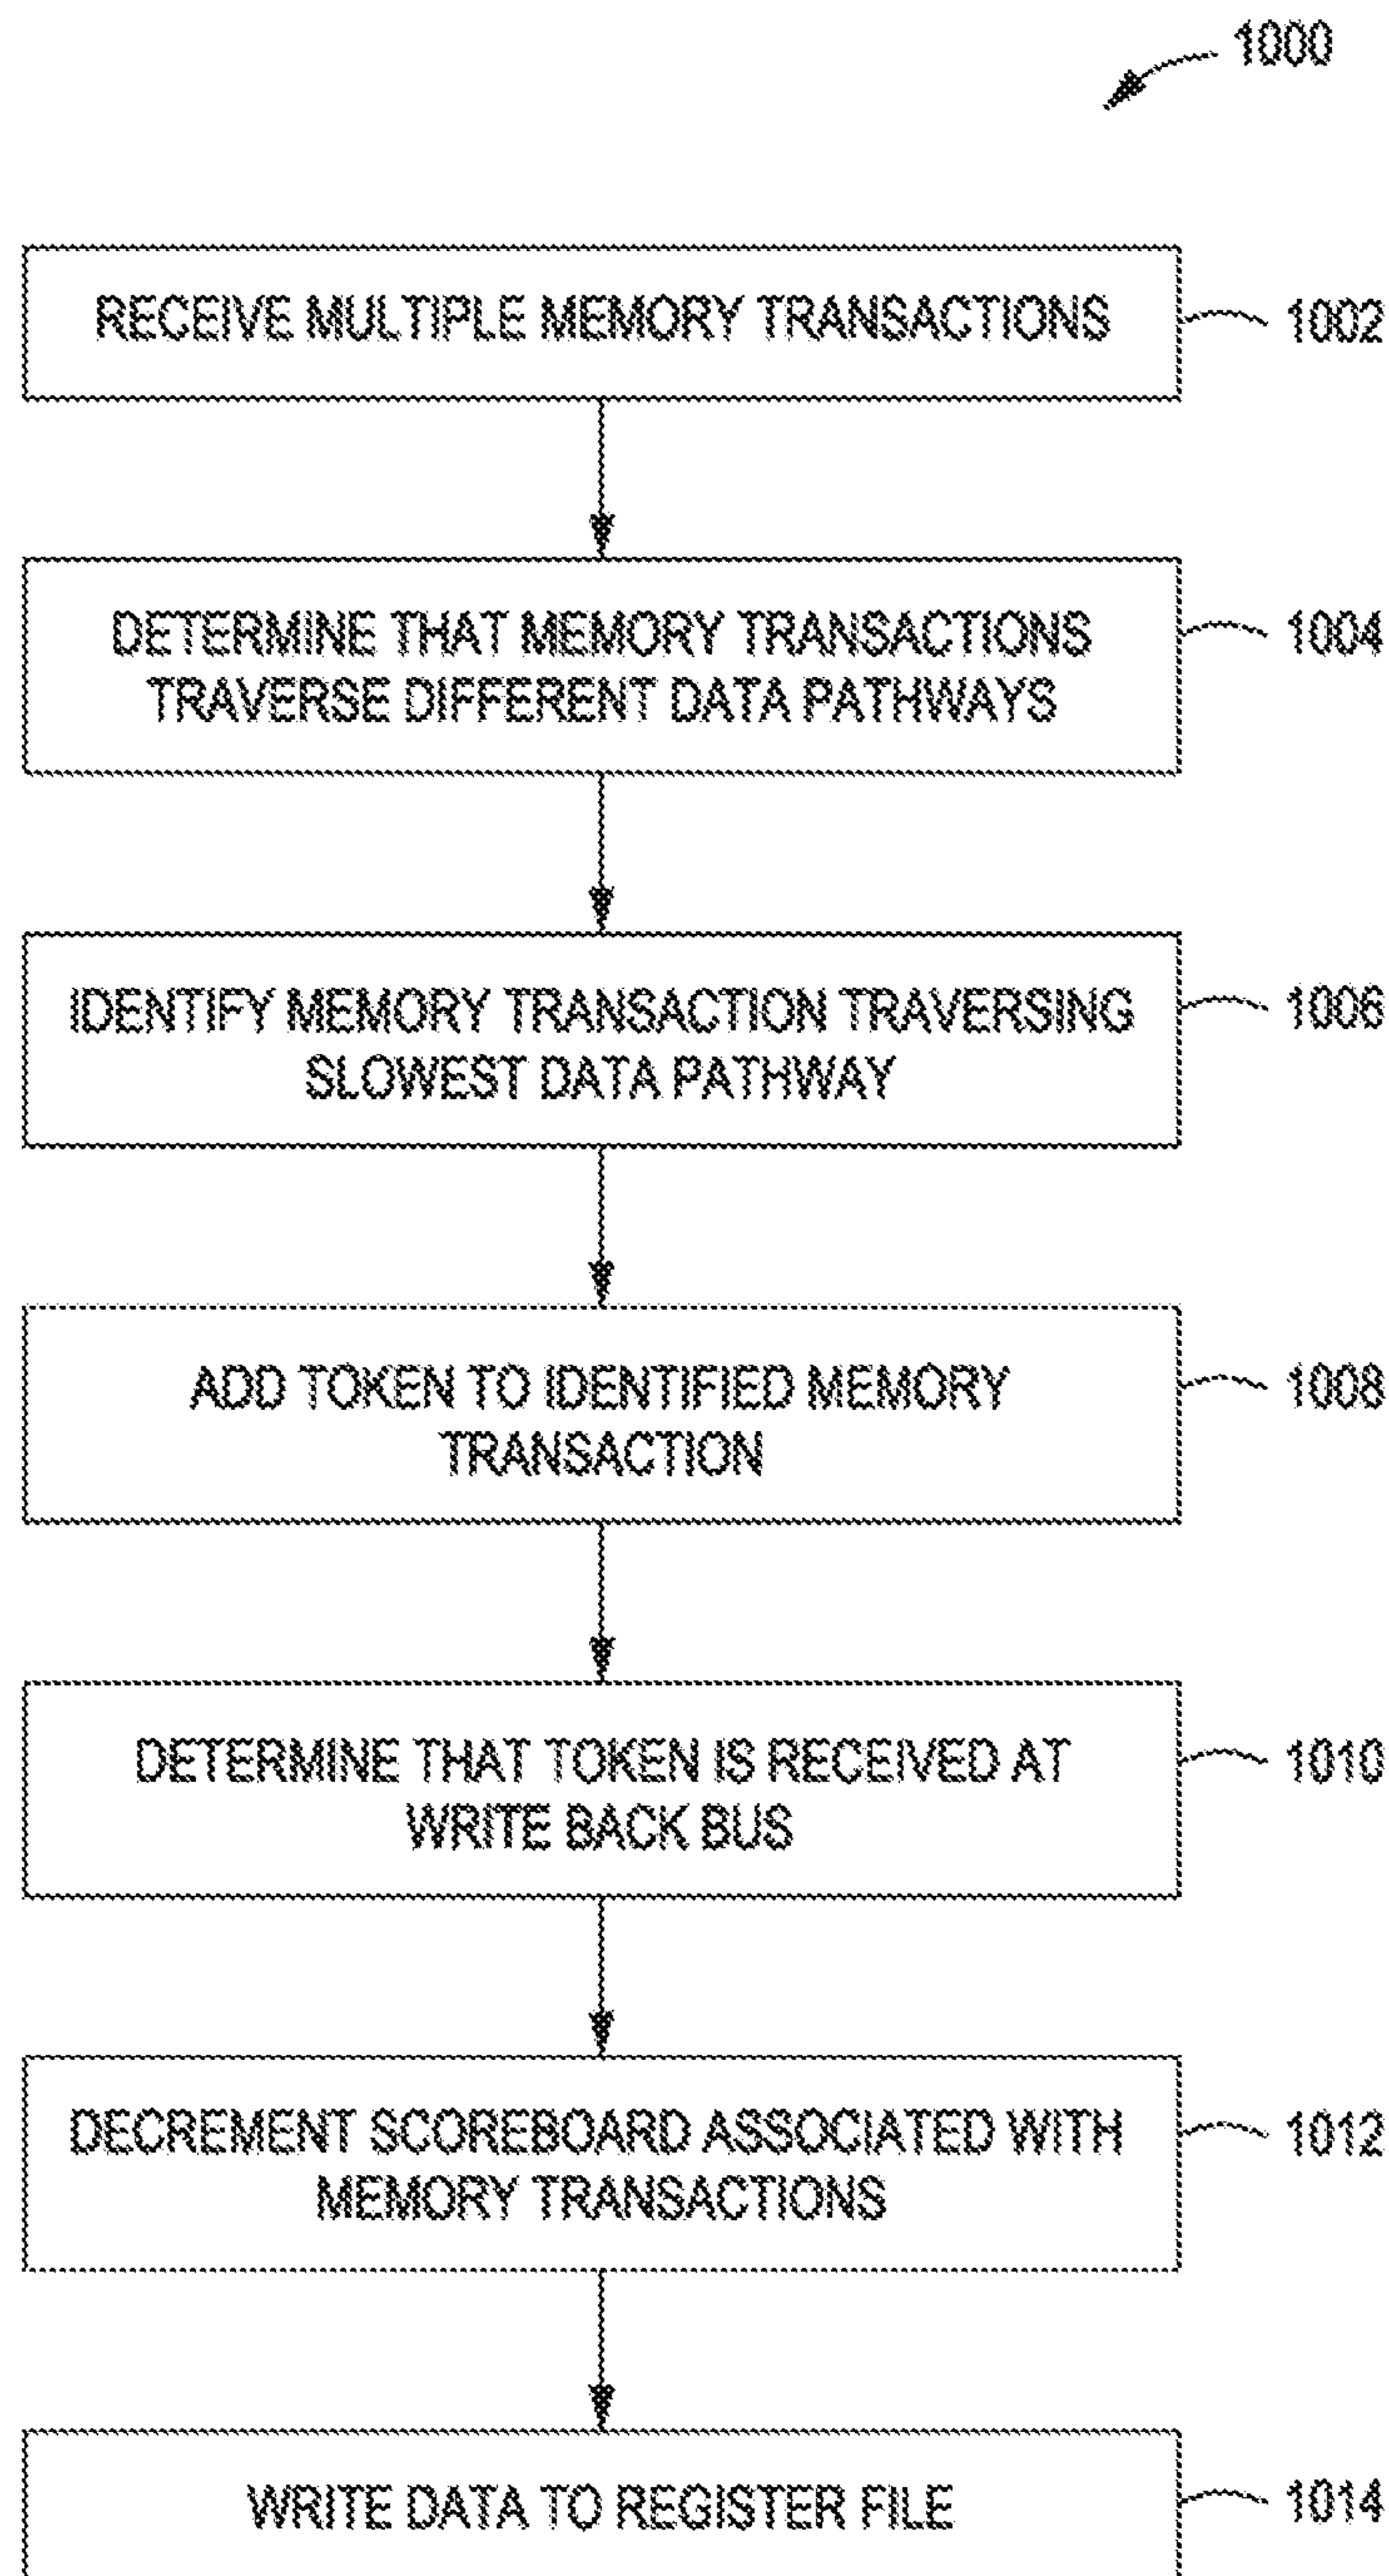 1000
RECEIVE MULTIPLE MEMORY TRANSACTIONS
1002
DETERMINE THAT MEMORY TRANSACTIONS
TRAVERSE DIFFERENT DATA PATHWAYS
1004
IDENTIFY MEMORY TRANSACTION TRAVERSING
SLOWEST DATA PATHWAY
1006
ADD TOKEN TO IDENTIFIED MEMORY
TRANSACTION
1008
DETERMINE THAT TOKEN IS RECEIVED AT
WRITE BACK BUS
1010
DECREMENT SCOREBOARD ASSOCIATED WITH
MEMORY TRANSACTIONS
1012
WRITE DATA TO REGISTER FILE
1014